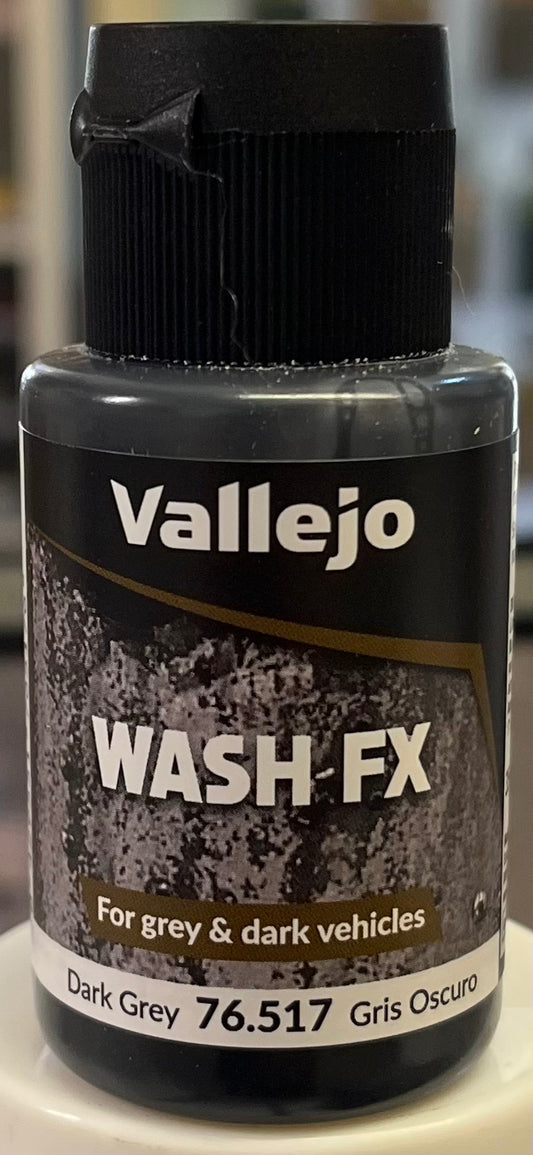 Vallejo
WASH FX
For grey & dark vehicles
Dark Grey 76.517 Gris Oscuro